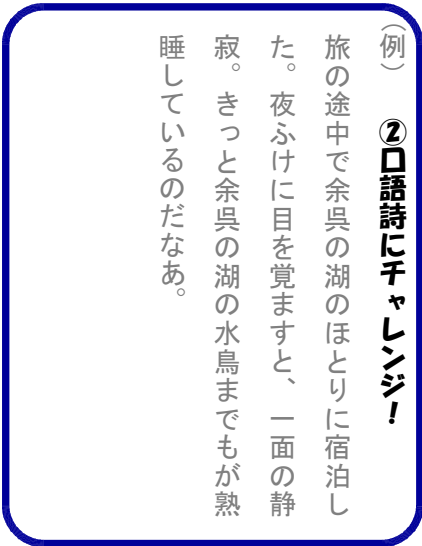 (例) ②口語詩にチャレンジ!
旅の途中で余呉の湖のほとりに宿泊し
た。夜ふけに目を覚ますと、一面の静
寂。きっと余呉の湖の水鳥までもが熟
睡しているのだなあ。